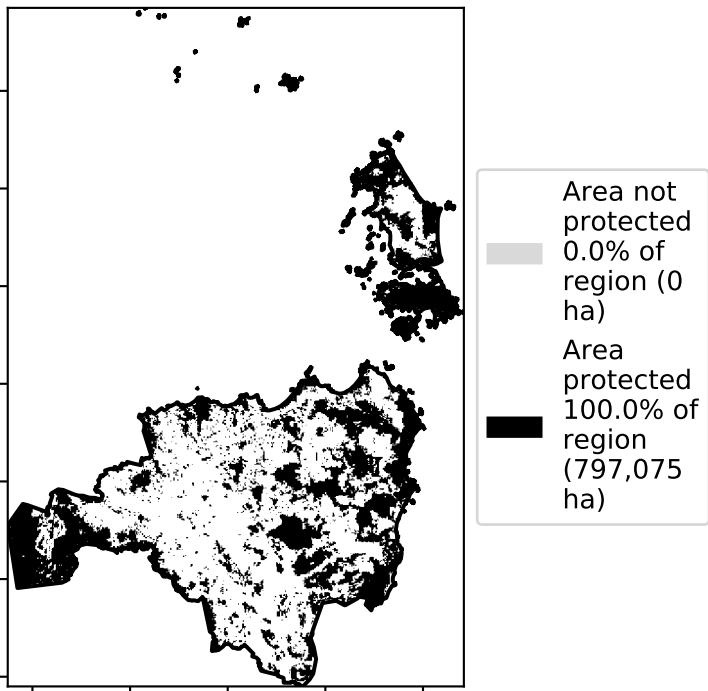 Area not
protected
0.0% of
region (0
ha)
Area
protected
100.0% of
region
(797,075
ha)